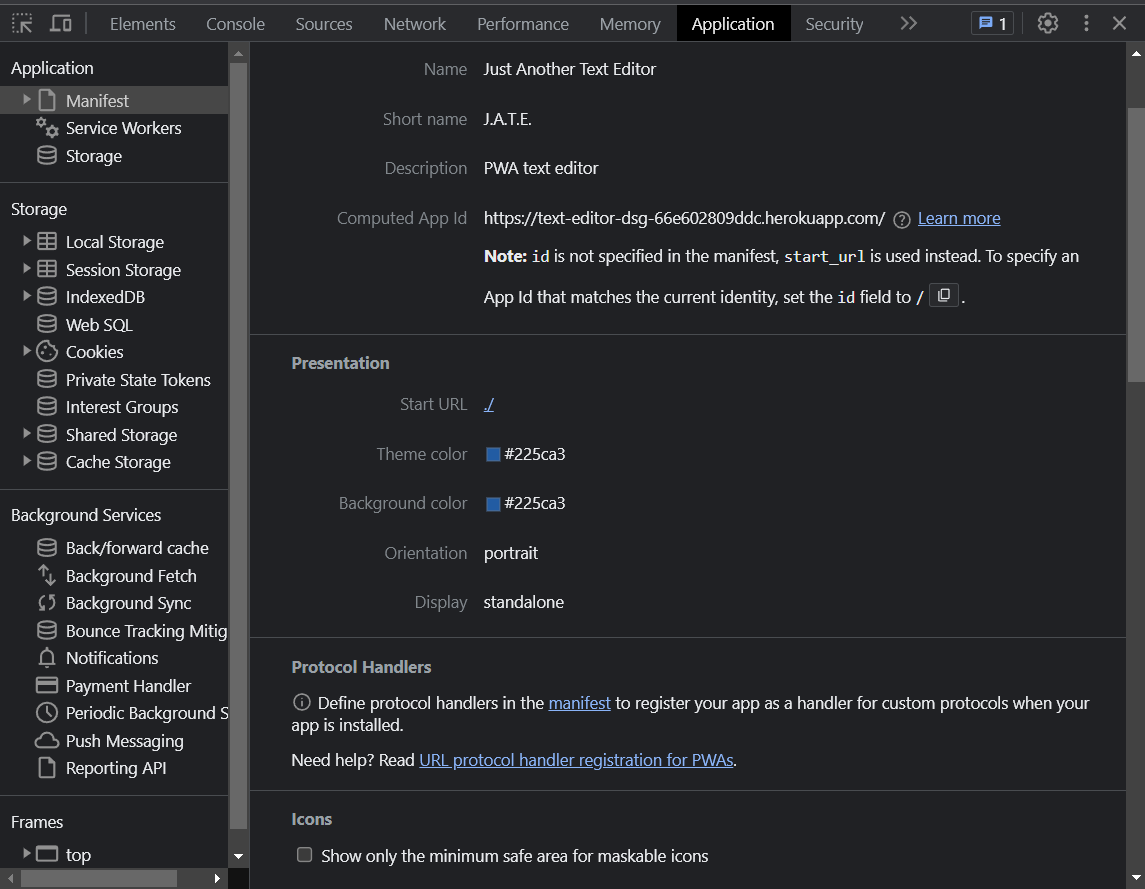 Elements Console Sources Network Performance Memory Application Security 1
Application
Manifest
Service Workers
Storage
Storage
Local Storage
Session Storage
IndexedDB
Web SQL
Cookies
Private State Tokens
Interest Groups
Shared Storage
Cache Storage
Background Services
Back/forward cache
Background Fetch
Background Sync
Bounce Tracking Mitig
Notifications
Payment Handler
Periodic Background S
Push Messaging
Reporting API
Frames
top
Name Just Another Text Editor
Short name J.A.T.E.
Description PWA text editor
Computed App Id https://text-editor-dsg-66e602809ddc.herokuapp.com/ Learn more
Note: id is not specified in the manifest, start_url is used instead. To specify an
App Id that matches the current identity, set the id field to / .
Presentation
Start URL ./
Theme color #225ca3
Background color #225ca3
Orientation portrait
Display standalone
Protocol Handlers
Define protocol handlers in the manifest to register your app as a handler for custom protocols when your
app is installed.
Need help? Read URL protocol handler registration for PWAs.
Icons
Show only the minimum safe area for maskable icons